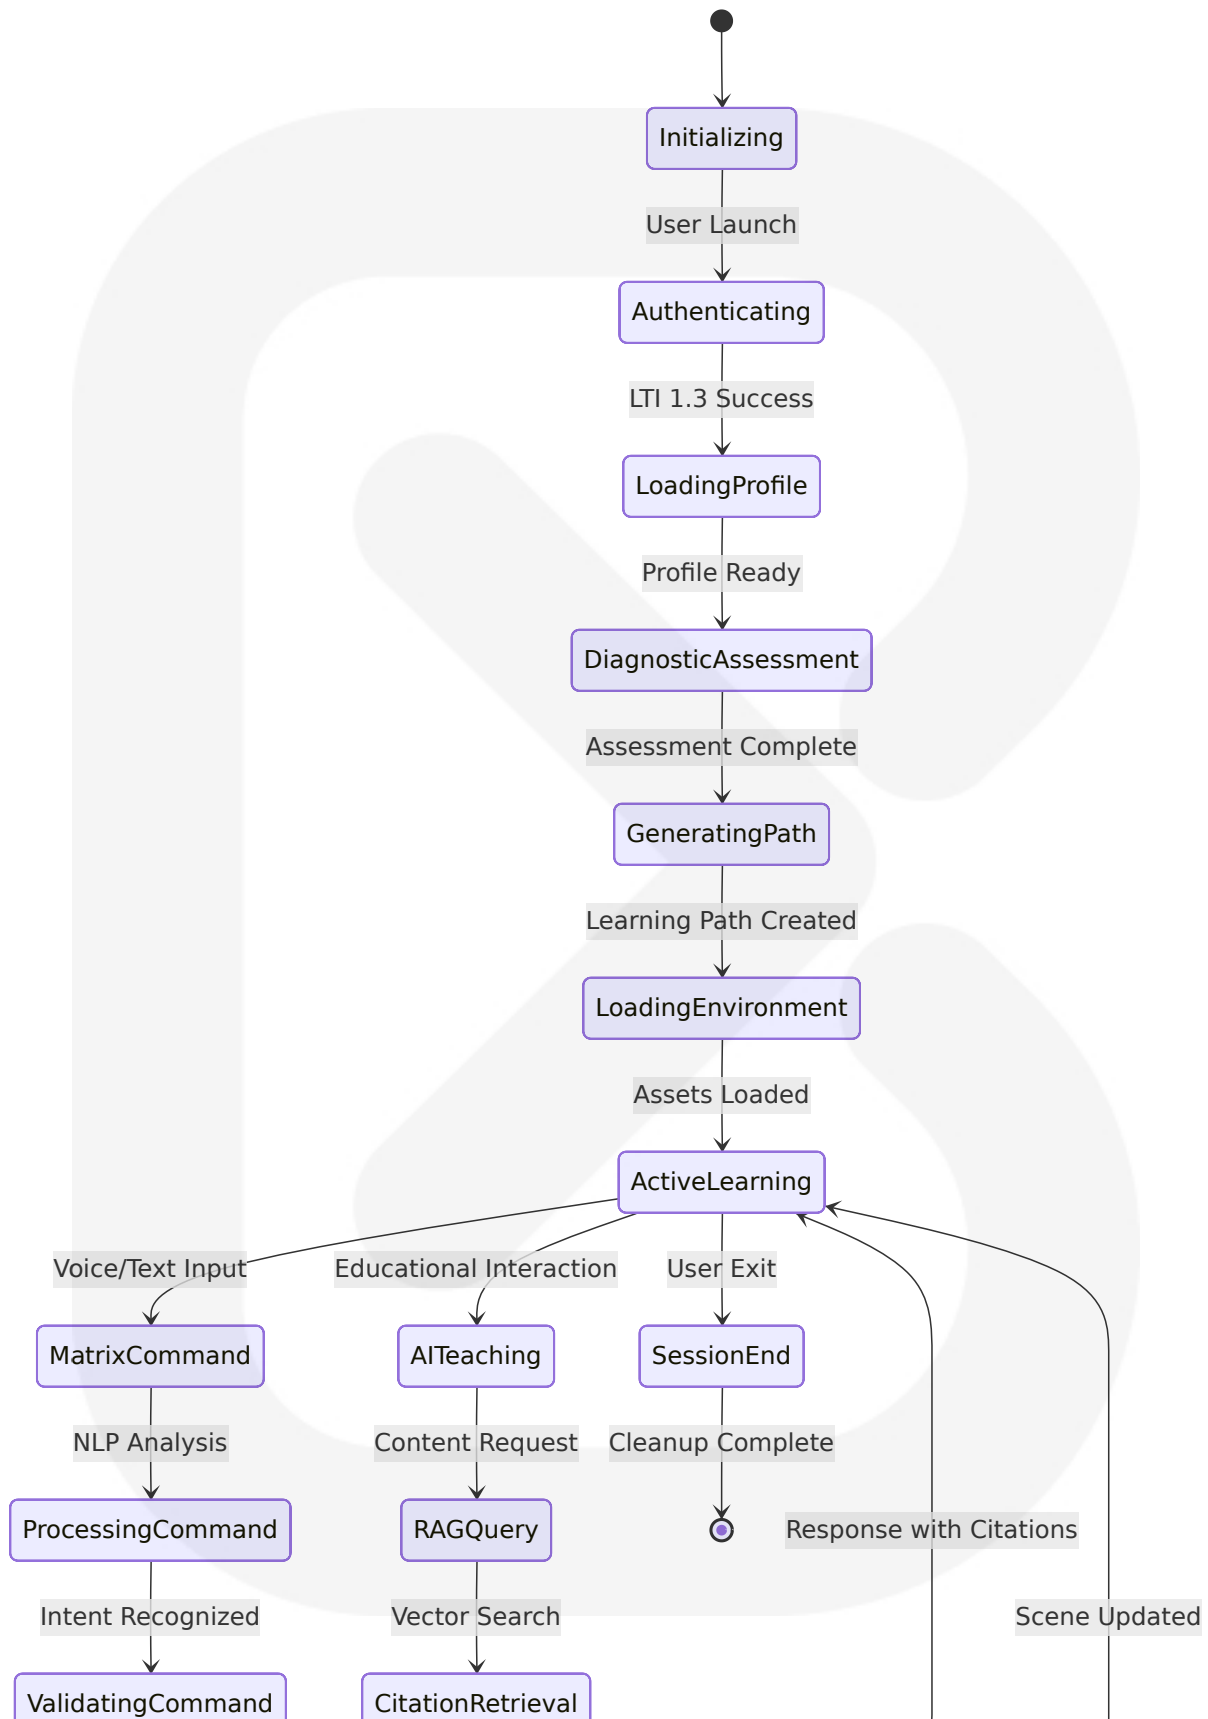 Initializing
User Launch
Authenticating
LTI 1.3 Success
LoadingProfile
Profile Ready
DiagnosticAssessment
Assessment Complete
GeneratingPath
Learning Path Created
LoadingEnvironment
Assets Loaded
ActiveLearning
Voice/Text Input
Educational Interaction
User Exit
MatrixCommand
AITeaching
SessionEnd
NLP Analysis
Content Request
Cleanup Complete
ProcessingCommand
RAGQuery
Response with Citations
Intent Recognized
Vector Search
Scene Updated
ValidatingCommand
CitationRetrieval